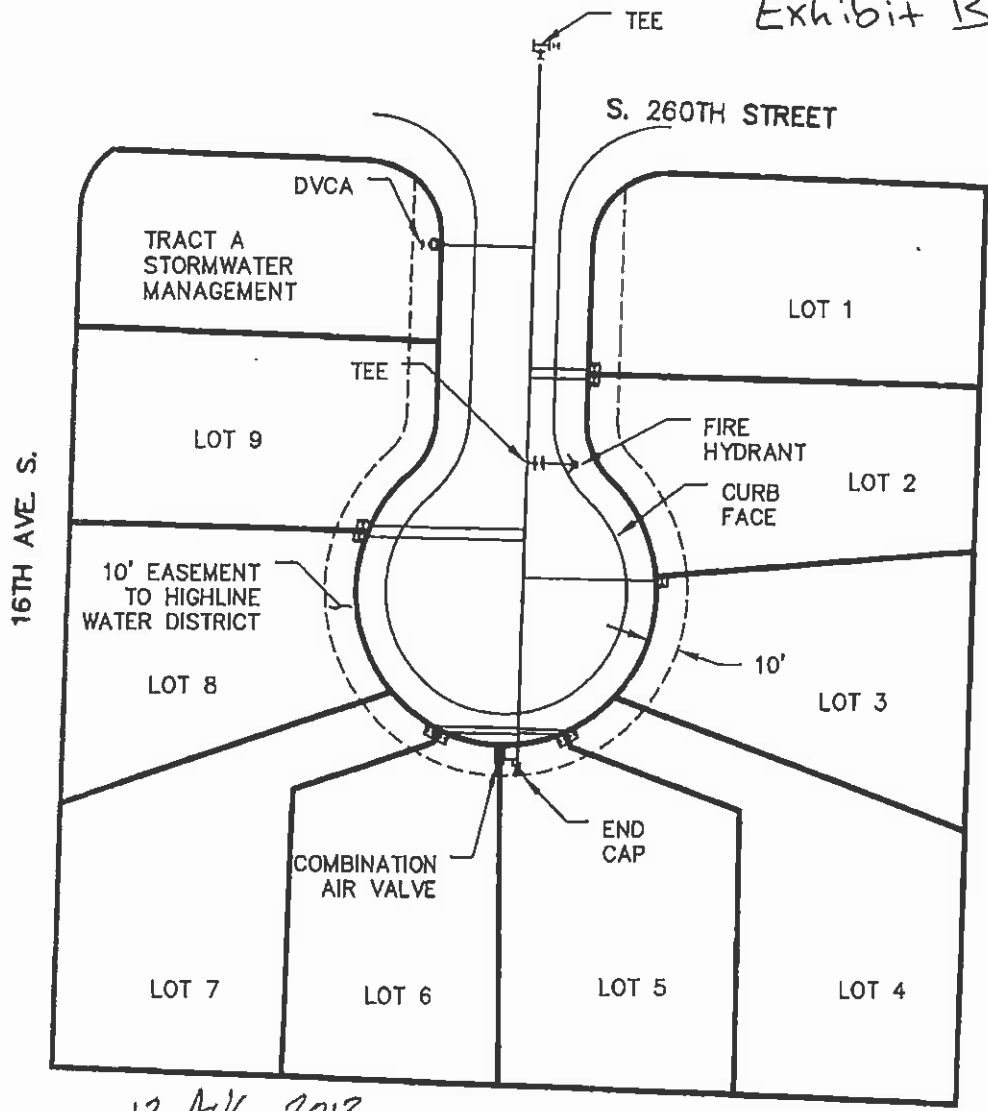 Exhibit B
TEE
S. 260TH STREET
DVCA
TRACT A
STORMWATER
MANAGEMENT
LOT 1
TEE
LOT 9
FIRE
HYDRANT
LOT 2
CURB
FACE
16TH AVE. S.
10' EASEMENT
TO HIGHLINE
WATER DISTRICT
10'
LOT 8
LOT 3
END
CAP
COMBINATION
AIR VALVE
LOT 7
LOT 6
LOT 5
LOT 4
2012